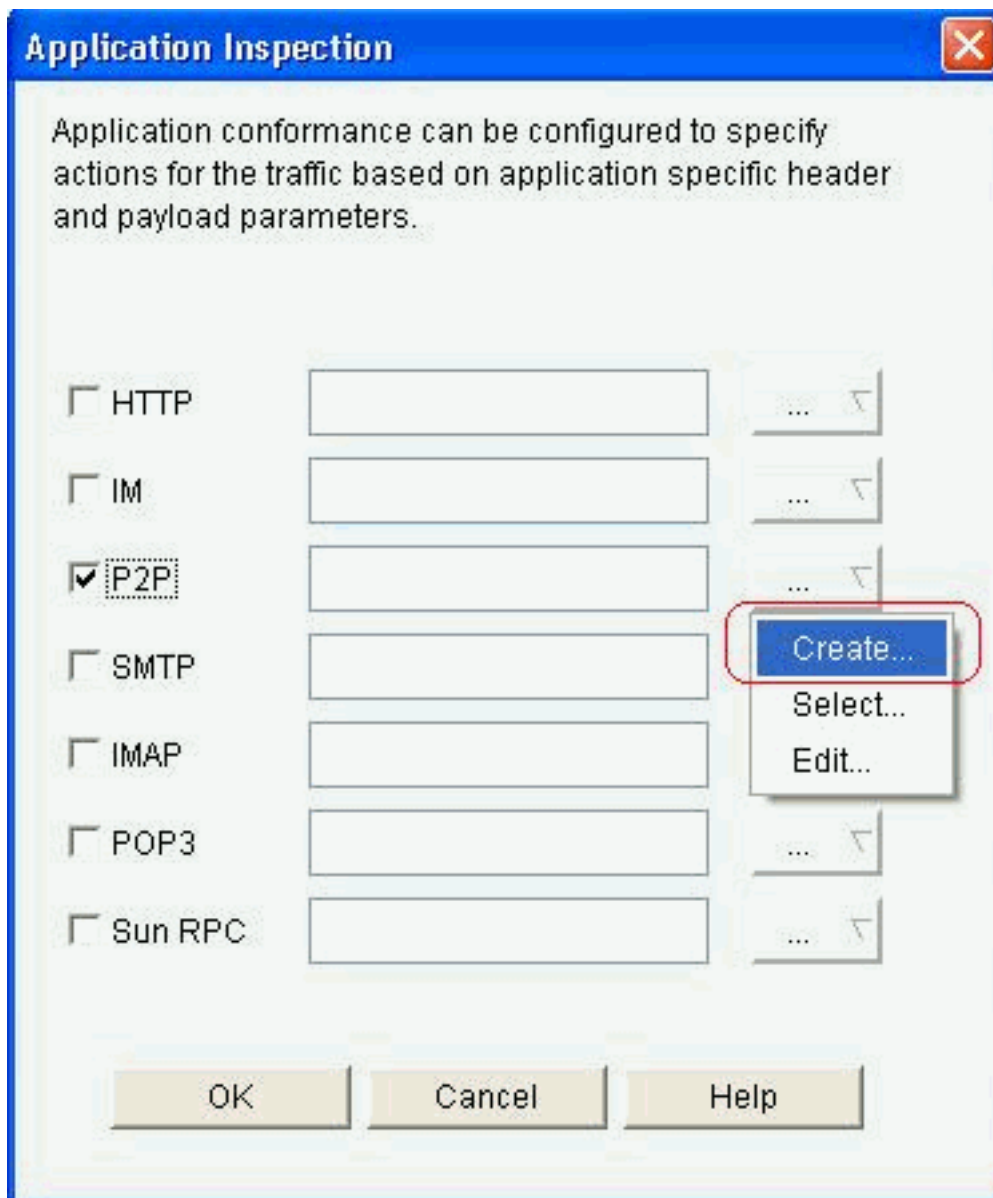 Application Inspection
Application conformance can be configured to specify
actions for the traffic based on application specific header
and payload parameters.
HTTP ...
IM ...
P2P ...
SMTP
Create...
Select...
IMAP
Edit...
POP3 ...
Sun RPC ...
OK Cancel Help